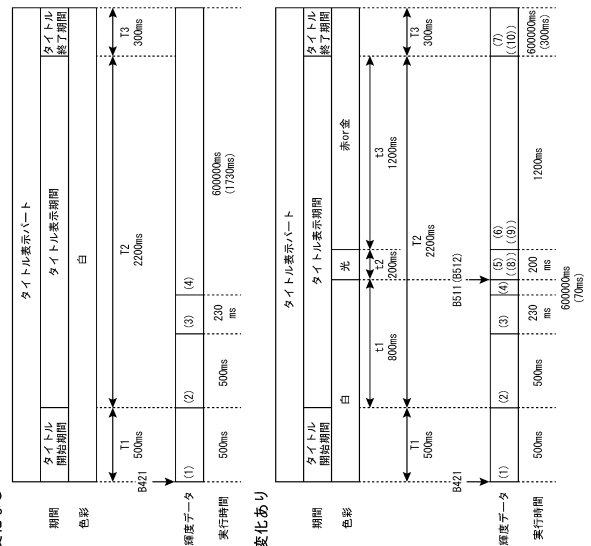 タイトル表示パート
期間
タイトル
開始期間
タイトル表示期間
タイトル
終了期間
色彩
白
T1
500ms
T2
2200ms
T3
300ms
B421
輝度データ
(1)
(2)
(3)
(4)
実行時間
500ms
500ms
230
ms
600000ms
(1730ms)
変化あり
タイトル表示パート
期間
タイトル
開始期間
タイトル表示期間
タイトル
終了期間
色彩
白
光
赤or金
t1
800ms
t2
200ms
t3
1200ms
T1
500ms
T2
2200ms
T3
300ms
B421
B511(B512)
輝度データ
(1)
(2)
(3)
(4)
(5)
((8))
(6)
((9))
(7)
((10))
実行時間
500ms
500ms
230
ms
200
ms
1200ms
600000ms
(300ms)
600000ms
(70ms)